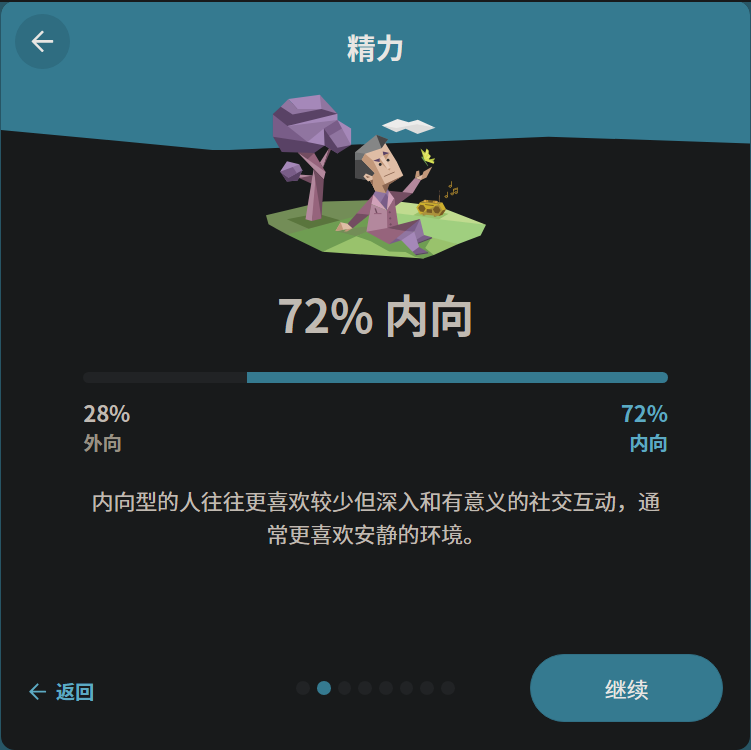 精力
72% 内向
28%
72%
外向
内向
内向型的人往往更喜欢较少但深入和有意义的社交互动，通
常更喜欢安静的环境。
返回
继续